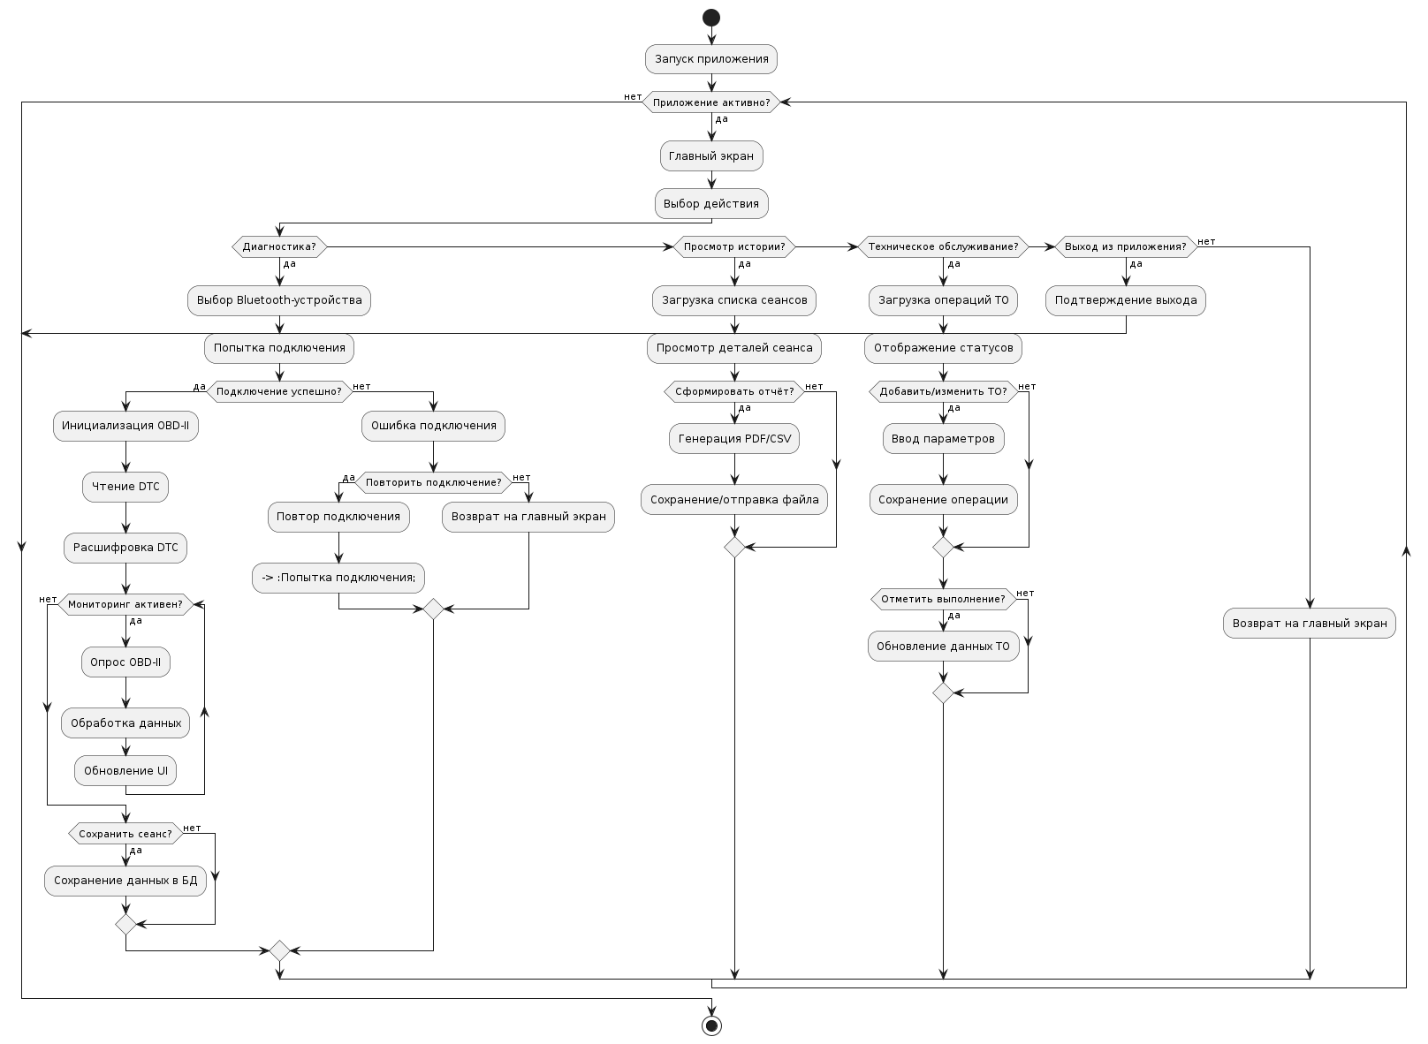 Запуск приложения
нет
Приложение активно?
да
Главный экран
Выбор действия
Диагностика?
Просмотр истории?
Техническое обслуживание?
Выход из приложения?
нет
да
да
да
да
Выбор Bluetooth-устройства
Загрузка списка сеансов
Загрузка операций ТО
Подтверждение выхода
Попытка подключения
Просмотр деталей сеанса
Отображение статусов
да
Подключение успешно?
нет
Сформировать отчёт?
нет
Добавить/изменить ТО?
нет
да
да
Инициализация OBD-II
Ошибка подключения
Генерация PDF/CSV
Ввод параметров
Чтение DTC
да
Повторить подключение?
нет
Сохранение/отправка файла
Сохранение операции
Повтор подключения
Возврат на главный экран
Расшифровка DTC
-> :Попытка подключения;
нет
Мониторинг активен?
да
Отметить выполнение?
нет
да
Возврат на главный экран
Опрос OBD-II
Обновление данных ТО
Обработка данных
Обновление UI
Сохранить сеанс?
нет
да
Сохранение данных в БД